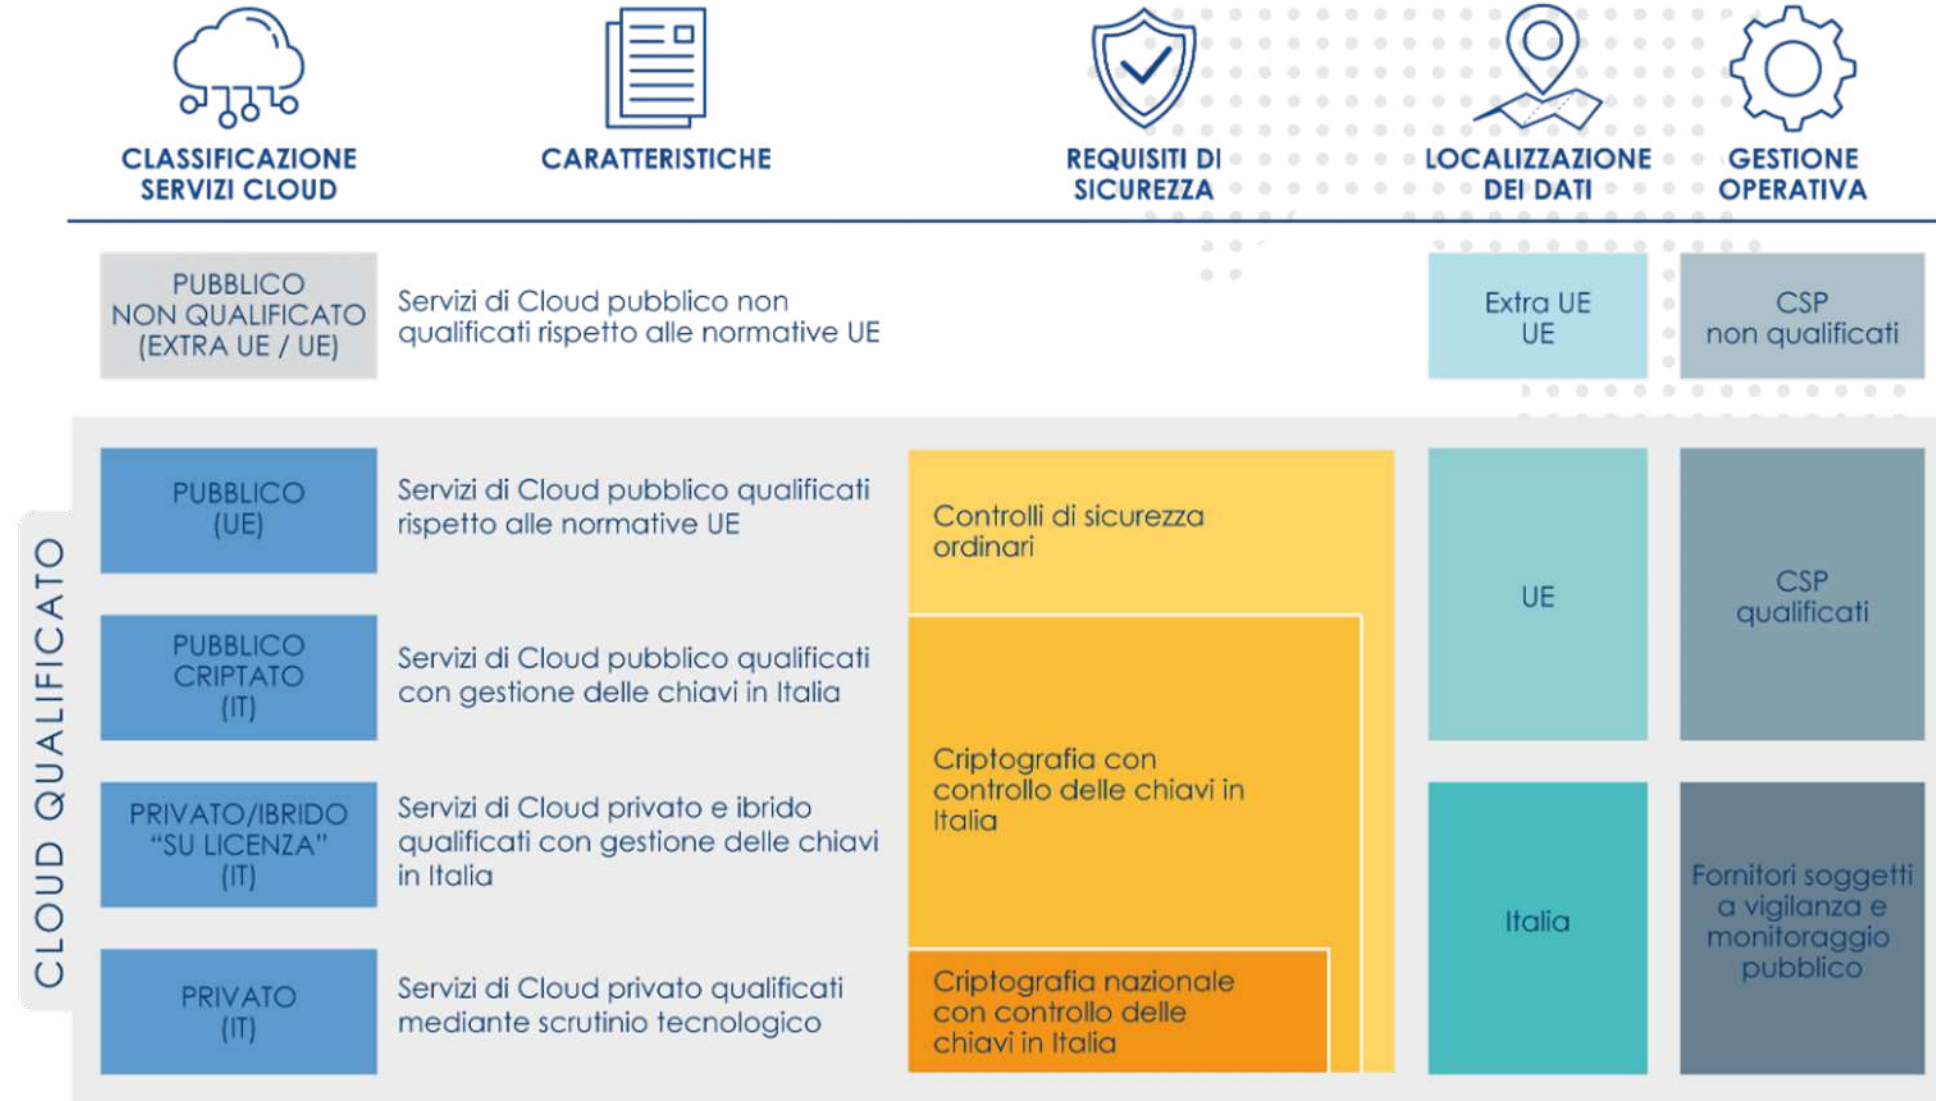 CLASSIFICAZIONE
SERVIZI CLOUD
CARATTERISTICHE
REQUISITI DI
SICUREZZA
LOCALIZZAZIONE
DEI DATI
GESTIONE
OPERATIVA
PUBBLICO
NON QUALIFICATO
(EXTRA UE / UE)
Servizi di Cloud pubblico non
qualificati rispetto alle normative UE
Extra UE
UE
CSP
non qualificati
CLOUD QUALIFICATO
PUBBLICO
(UE)
Servizi di Cloud pubblico qualificati
rispetto alle normative UE
Controlli di sicurezza
ordinari
UE
CSP
qualificati
PUBBLICO
CRIPTATO
(IT)
Servizi di Cloud pubblico qualificati
con gestione delle chiavi in Italia
Criptografia con
controllo delle chiavi in
Italia
PRIVATO/IBRIDO
“SU LICENZA”
(IT)
Servizi di Cloud privato e ibrido
qualificati con gestione delle chiavi
in Italia
Italia
Fornitori soggetti
a vigilanza e
monitoraggio
pubblico
PRIVATO
(IT)
Servizi di Cloud privato qualificati
mediante scrutinio tecnologico
Criptografia nazionale
con controllo delle
chiavi in Italia